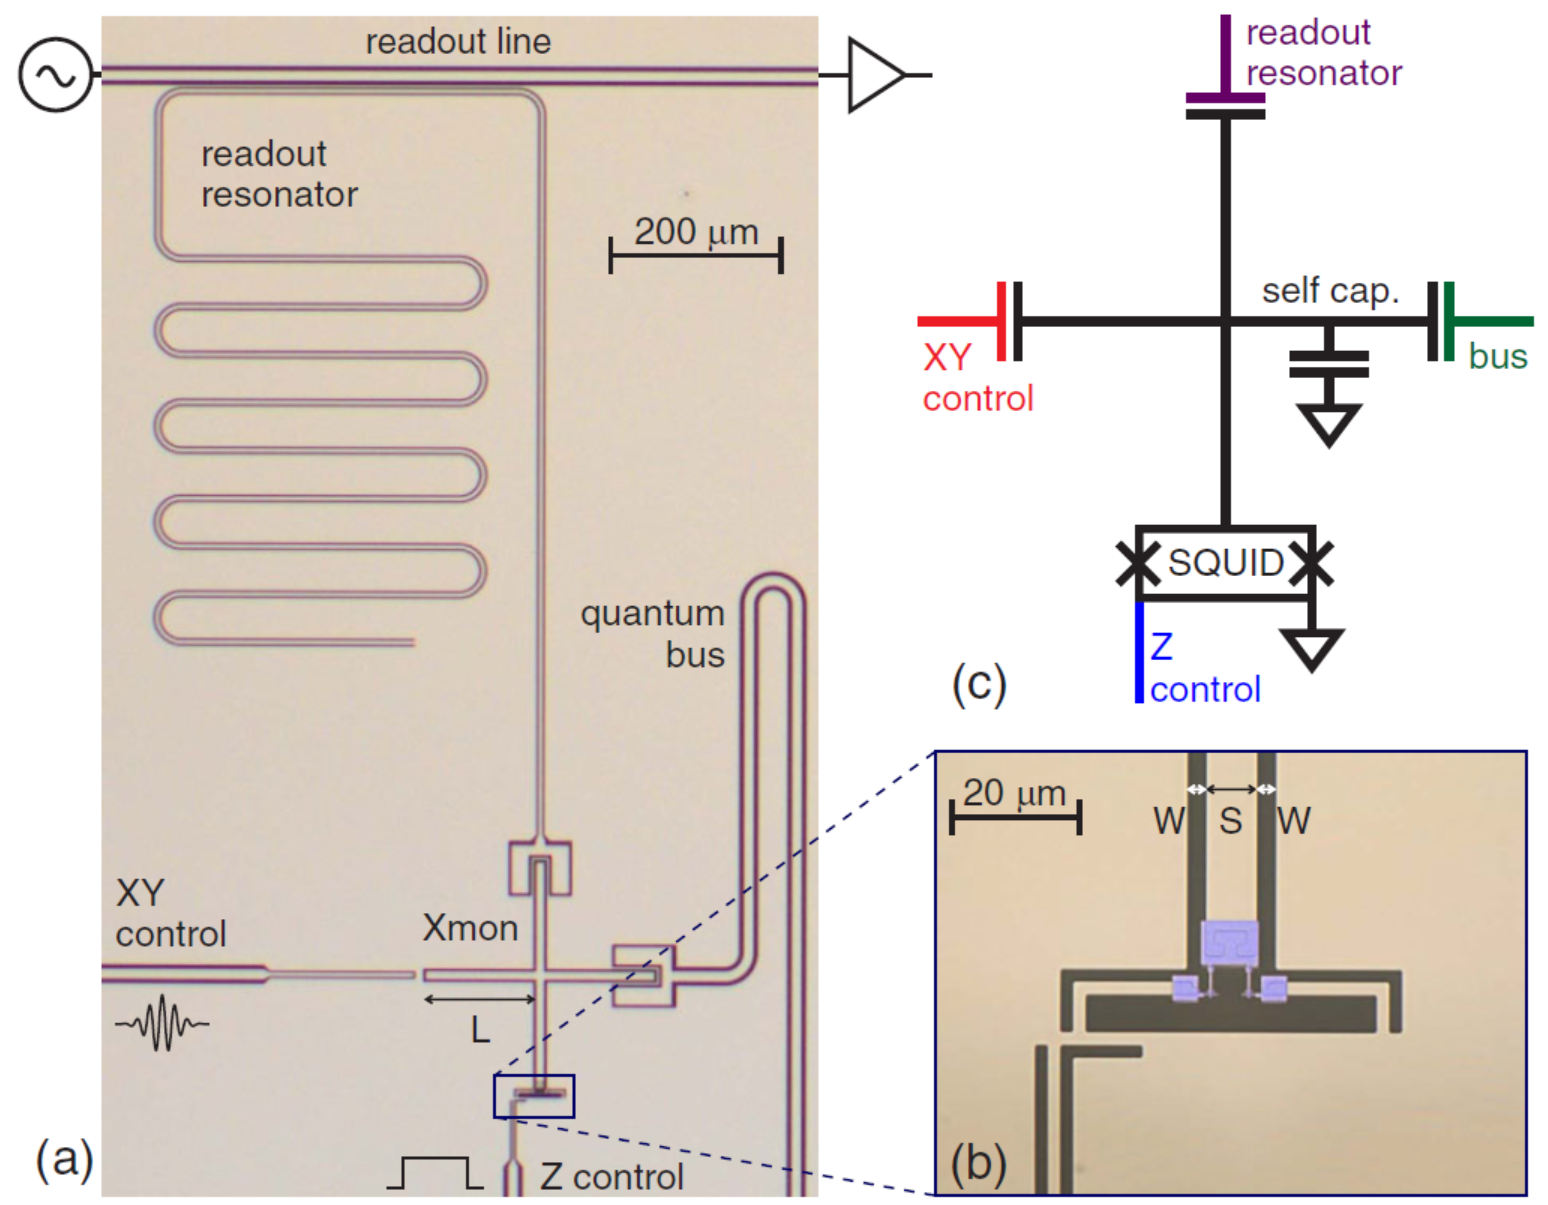 readout line
readout
resonator
200 μm
quantum
bus
XY
control
Xmon
L
Z control
(a)
readout
resonator
self cap.
XY
control
bus
SQUID
Z
control
(c)
20 μm
W S W
(b)